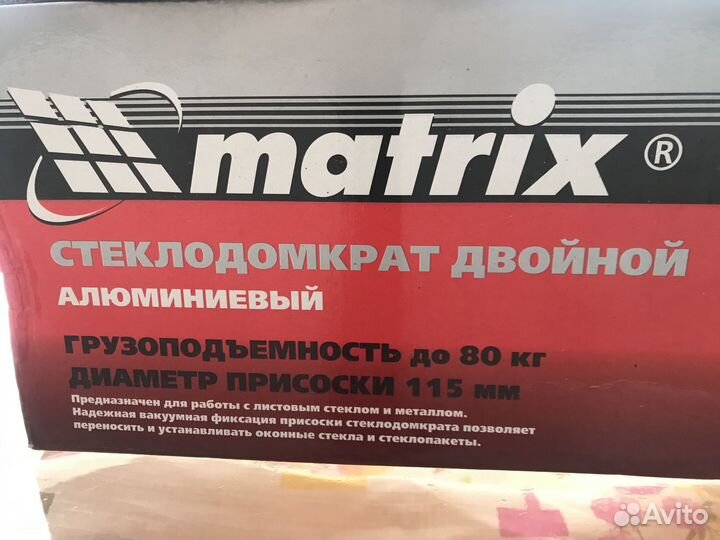 matrix ®
СТЕКЛОДОМКРАТ ДВОЙНОЙ
АЛЮМИНИЕВЫЙ
ГРУЗОПОДЪЕМНОСТЬ до 80 кг
ДИАМЕТР ПРИСОСКИ 115 мм
Предназначен для работы с листовым стеклом и металлом.
Надежная вакуумная фиксация присоски стеклодомкрата позволяет
переносить и устанавливать оконные стекла и стеклопакеты.
Avito